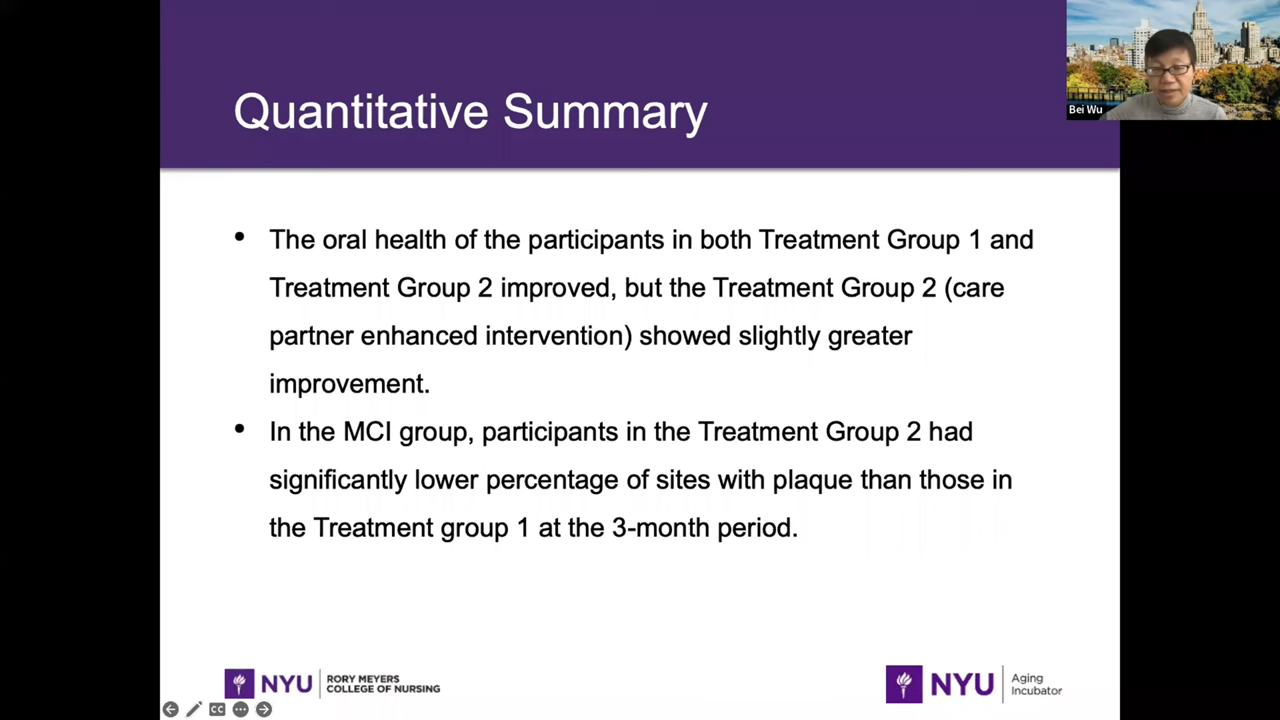 Quantitative Summary
Bei Wu
• The oral health of the participants in both Treatment Group 1 and
Treatment Group 2 improved, but the Treatment Group 2 (care
partner enhanced intervention) showed slightly greater
improvement.
• In the MCI group, participants in the Treatment Group 2 had
significantly lower percentage of sites with plaque than those in
the Treatment group 1 at the 3-month period.
NYU
RORY MEYERS
COLLEGE OF NURSING
NYU
Aging
Incubator
CC